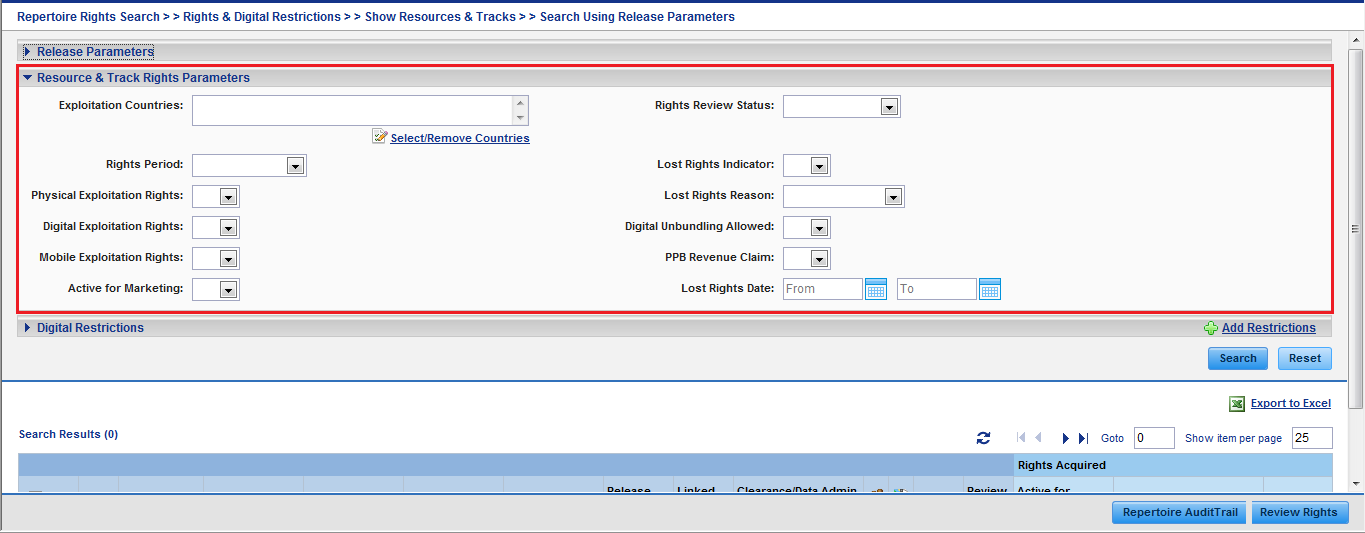 Repertoire Rights Search > > Rights & Digital Restrictions > > Show Resources & Tracks > > Search Using Release Parameters
Release Parameters
Resource & Track Rights Parameters
Exploitation Countries:
Rights Review Status:
Select/Remove Countries
Rights Period:
Lost Rights Indicator:
Physical Exploitation Rights:
Lost Rights Reason:
Digital Exploitation Rights:
Digital Unbundling Allowed:
Mobile Exploitation Rights:
PPB Revenue Claim:
Active for Marketing:
Lost Rights Date: From To
Digital Restrictions
Add Restrictions
Search Reset
Export to Excel
Search Results (0)
Goto 0 Show item per page 25
Rights Acquired
Release Linked Clearance/Data Admin Review Active for
Repertoire AuditTrail Review Rights